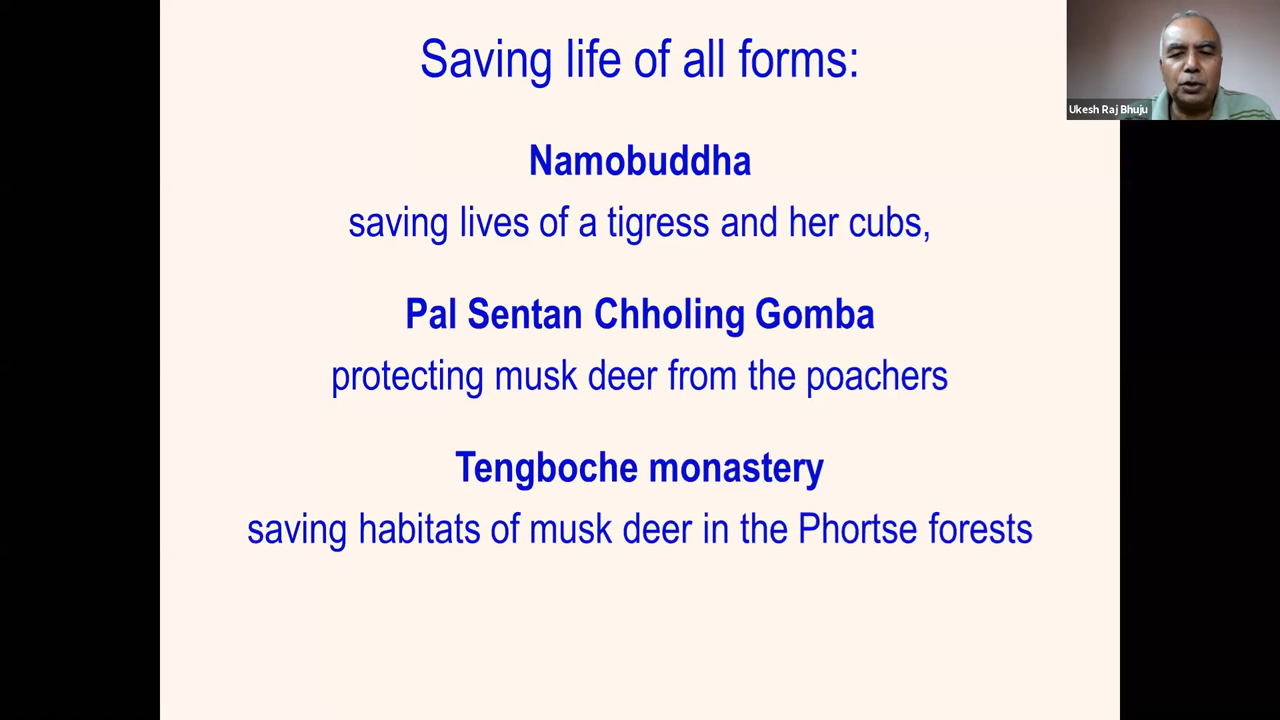 Saving life of all forms:
Ukesh Raj Bhuju
Namobuddha
saving lives of a tigress and her cubs,
Pal Sentan Chholing Gomba
protecting musk deer from the poachers
Tengboche monastery
saving habitats of musk deer in the Phortse forests